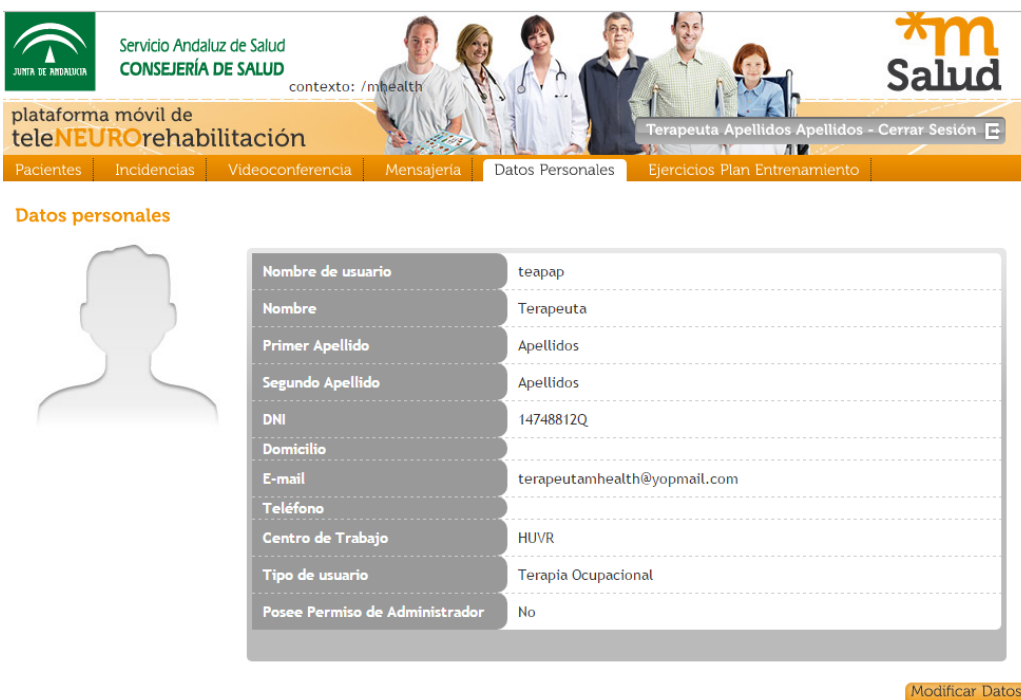 JUNTA DE ANDALUCIA
Servicio Andaluz de Salud
CONSEJERÍA DE SALUD
contexto: /mhealth
*m
Salud
plataforma móvil de
teleNEUROrehabilitación
Terapeuta Apellidos Apellidos - Cerrar Sesión
Pacientes Incidencias Videoconferencia Mensajería Datos Personales Ejercicios Plan Entrenamiento
Datos personales
Nombre de usuario teapap
Nombre Terapeuta
Primer Apellido Apellidos
Segundo Apellido Apellidos
DNI 14748812Q
Domicilio
E-mail terapeutamhealth@yopmail.com
Teléfono
Centro de Trabajo HUVR
Tipo de usuario Terapia Ocupacional
Posee Permiso de Administrador No
Modificar Datos